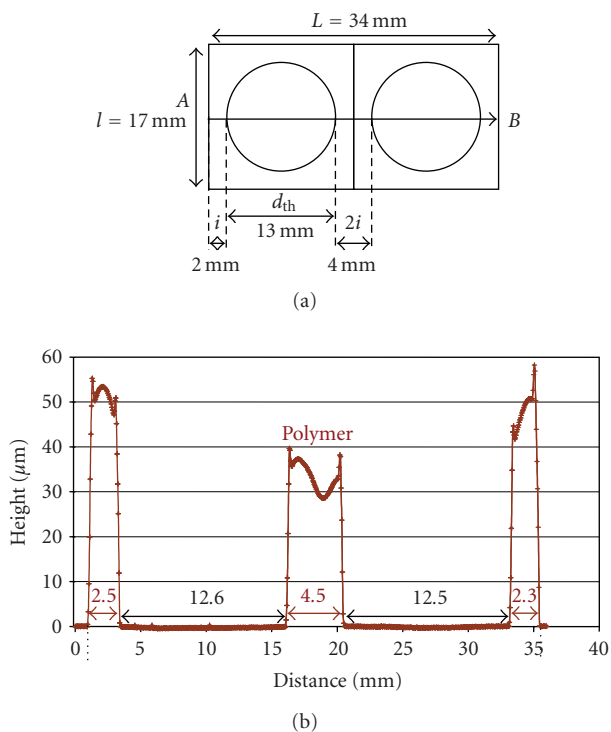 L = 34 mm
A
l = 17 mm
B
d_th
i
13 mm
2i
2 mm
4 mm
(a)
60
50
40
30
20
10
0
Height (μm)
Polymer
2.5
12.6
4.5
12.5
2.3
0 5 10 15 20 25 30 35 40
Distance (mm)
(b)